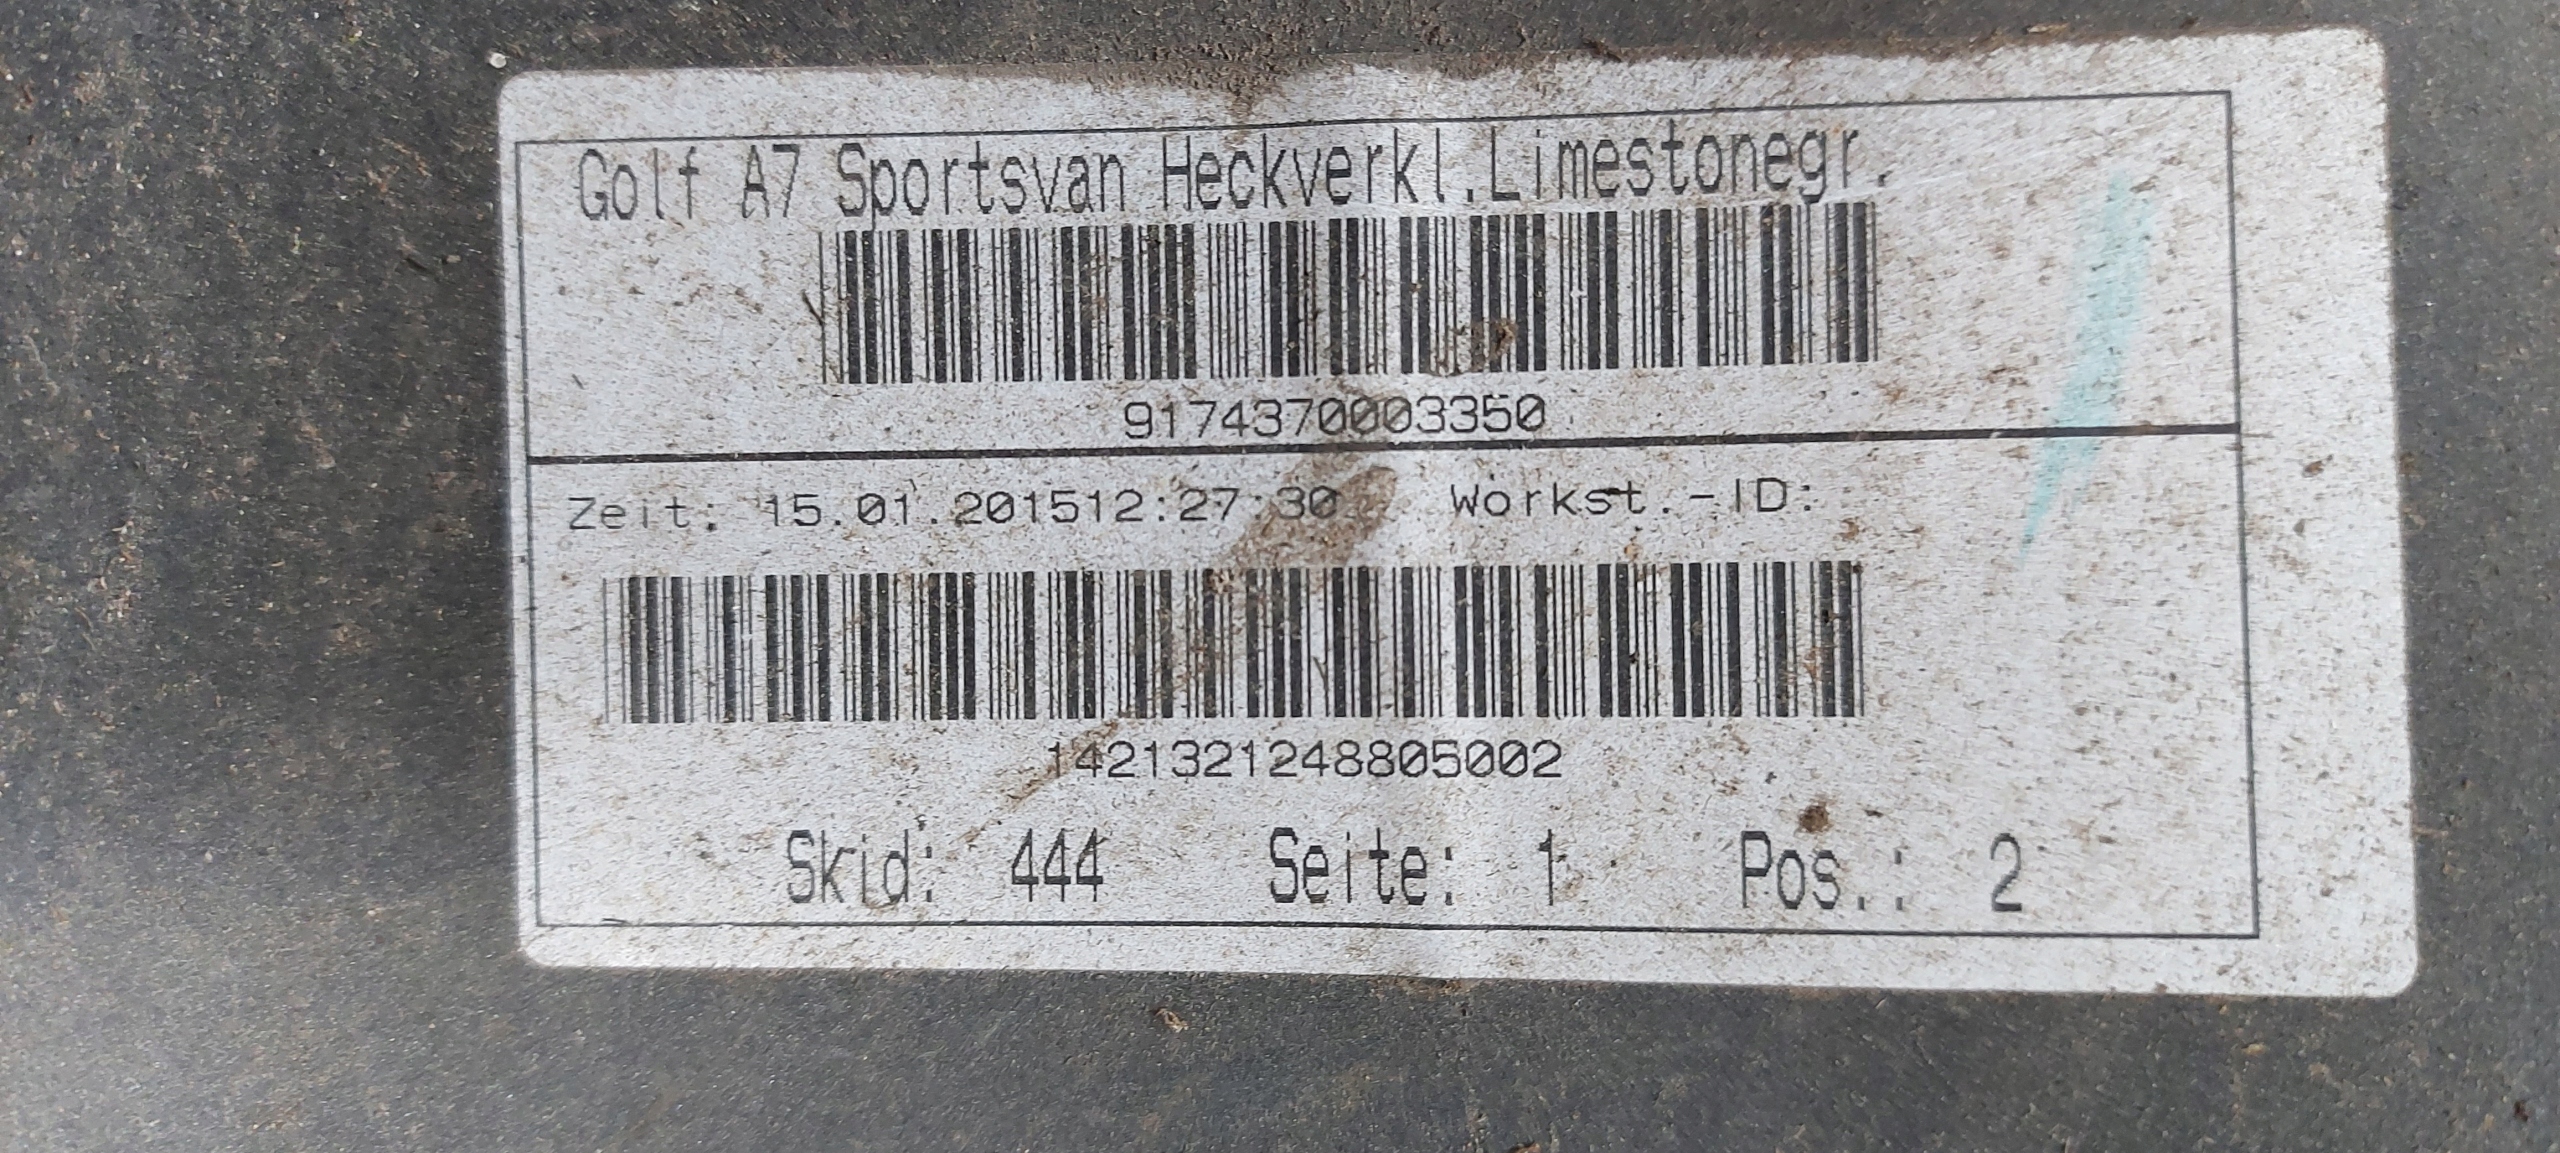 Golf A7 Sportsvan Heckverkl.Limestonegr.
9174370003350
Zeit: 15.01.201512:27:30 Workst.-ID:
1421321248805002
Skid: 444 Seite: 1 Pos.: 2